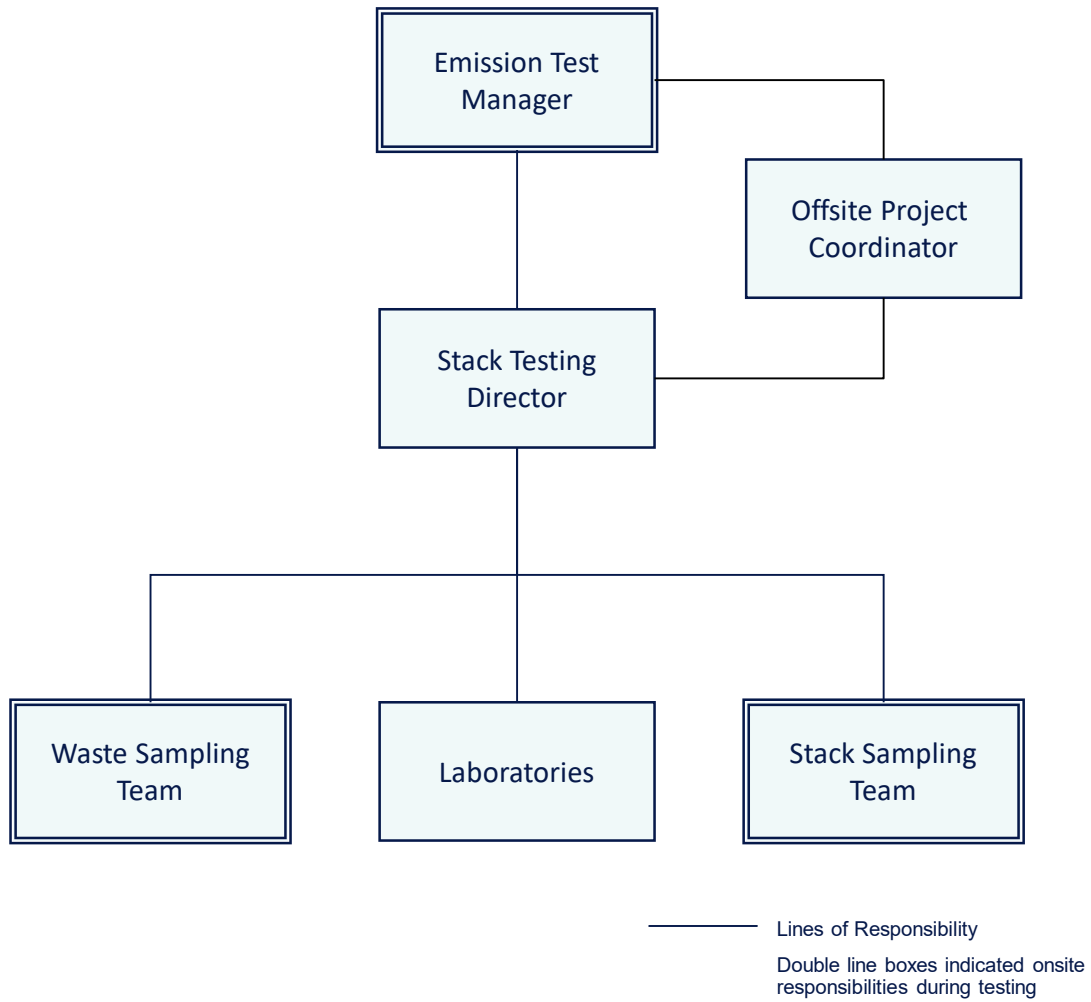 Emission Test
Manager
Offsite Project
Coordinator
Stack Testing
Director
Waste Sampling
Team
Laboratories
Stack Sampling
Team
Lines of Responsibility
Double line boxes indicated onsite
responsibilities during testing